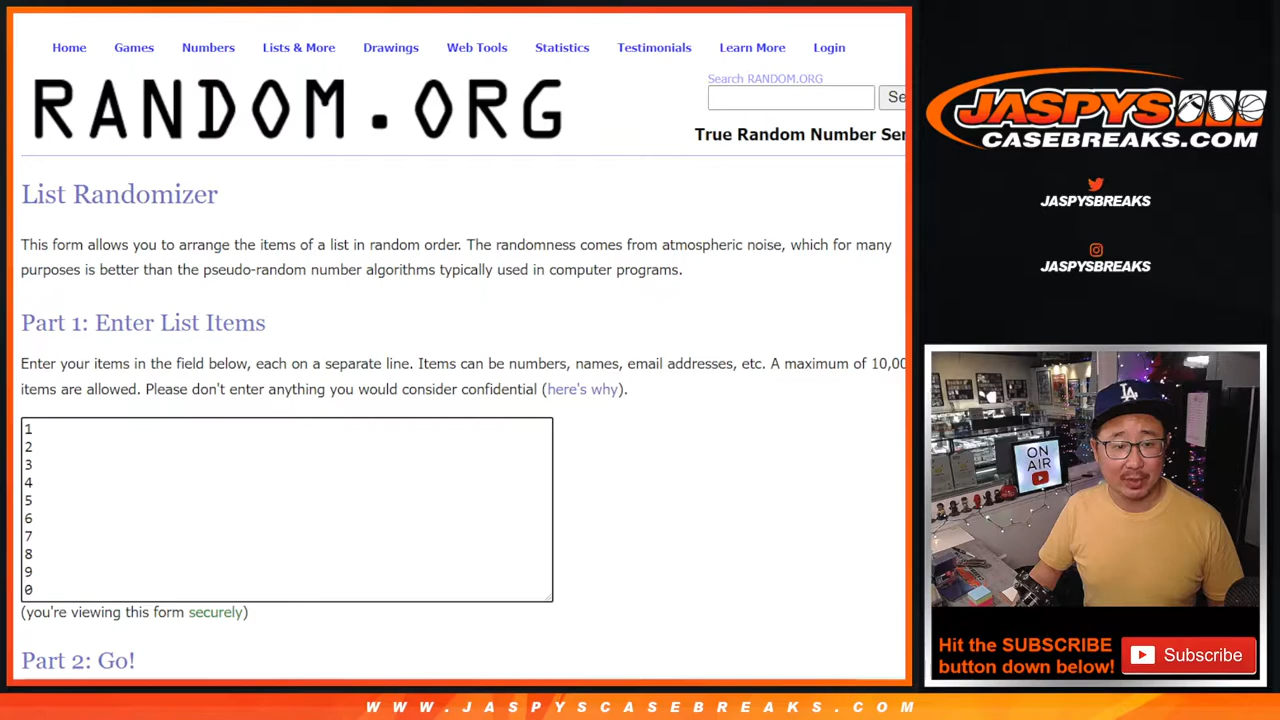 Home Games Numbers Lists & More Drawings Web Tools Statistics Testimonials Learn More Login
RANDOM.ORG
Search RANDOM.ORG
Se
True Random Number Ser
List Randomizer
This form allows you to arrange the items of a list in random order. The randomness comes from atmospheric noise, which for many
purposes is better than the pseudo-random number algorithms typically used in computer programs.
Part 1: Enter List Items
Enter your items in the field below, each on a separate line. Items can be numbers, names, email addresses, etc. A maximum of 10,00
items are allowed. Please don't enter anything you would consider confidential (here's why).
1
2
3
4
5
6
7
8
9
0
(you're viewing this form securely)
Part 2: Go!
JASPYS
CASEBREAKS.COM
JASPYSBREAKS
JASPYSBREAKS
ON
AIR
LA
Hit the SUBSCRIBE
button down below!
Subscribe
WWW.JASPYSCASEBREAKS.COM